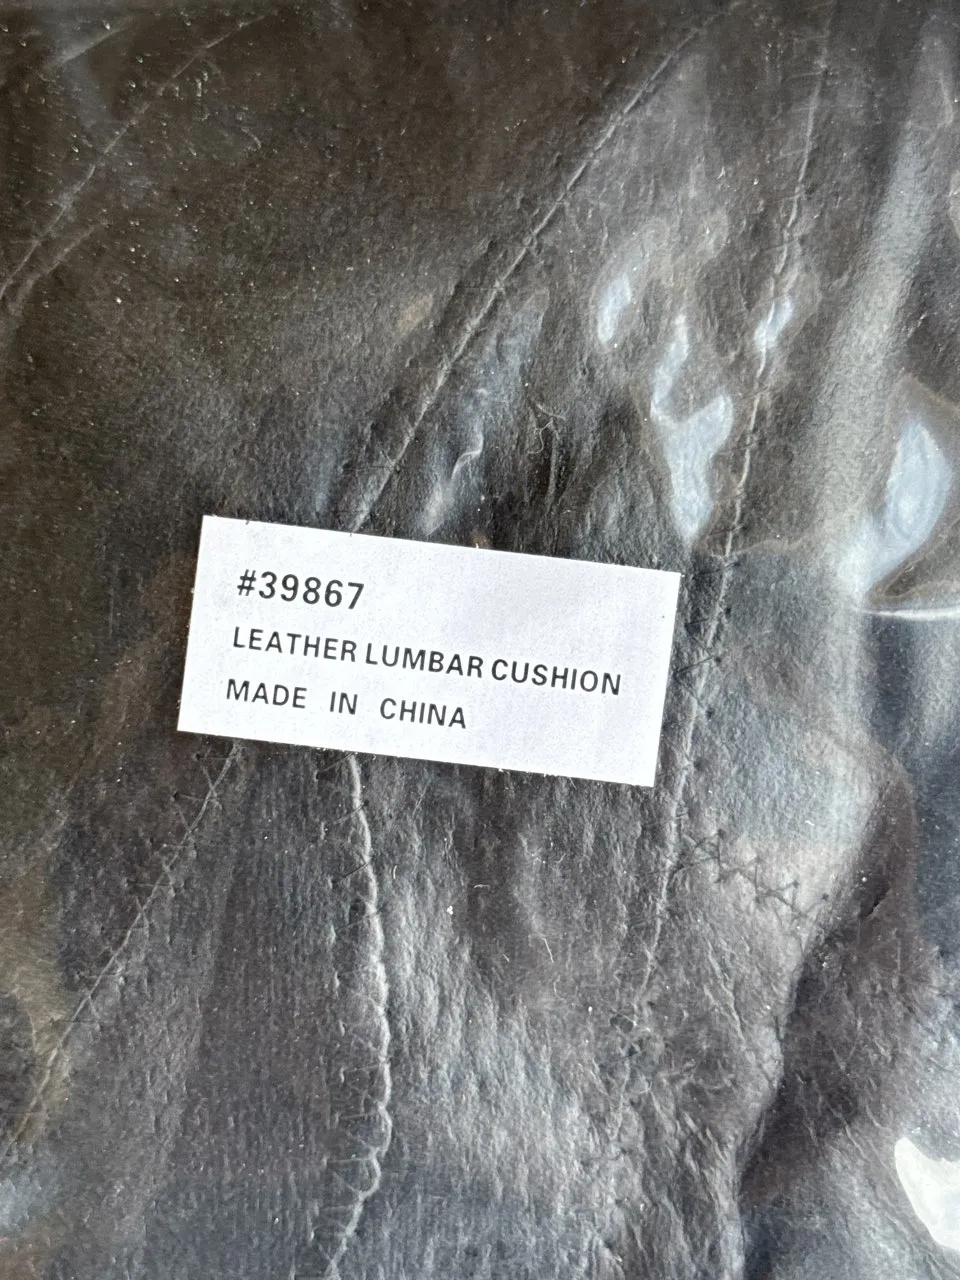 #39867
LEATHER LUMBAR CUSHION
MADE IN CHINA